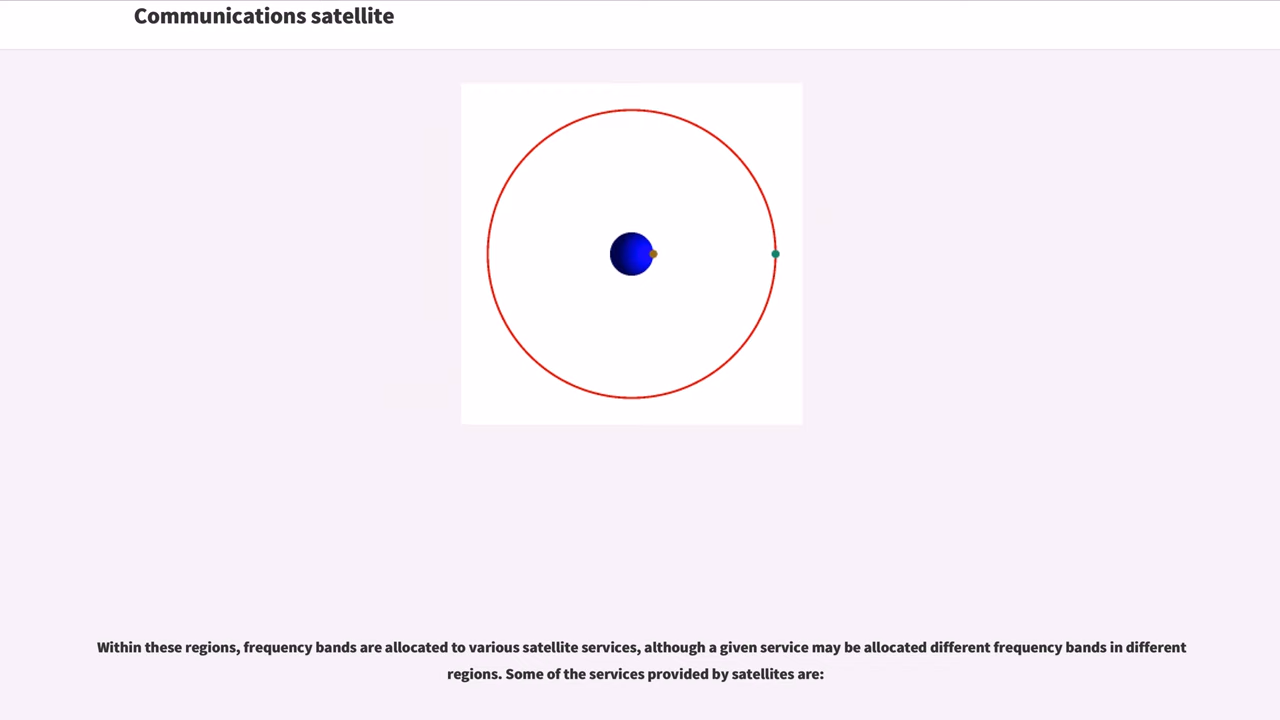 Communications satellite
Within these regions, frequency bands are allocated to various satellite services, although a given service may be allocated different frequency bands in different
regions. Some of the services provided by satellites are: